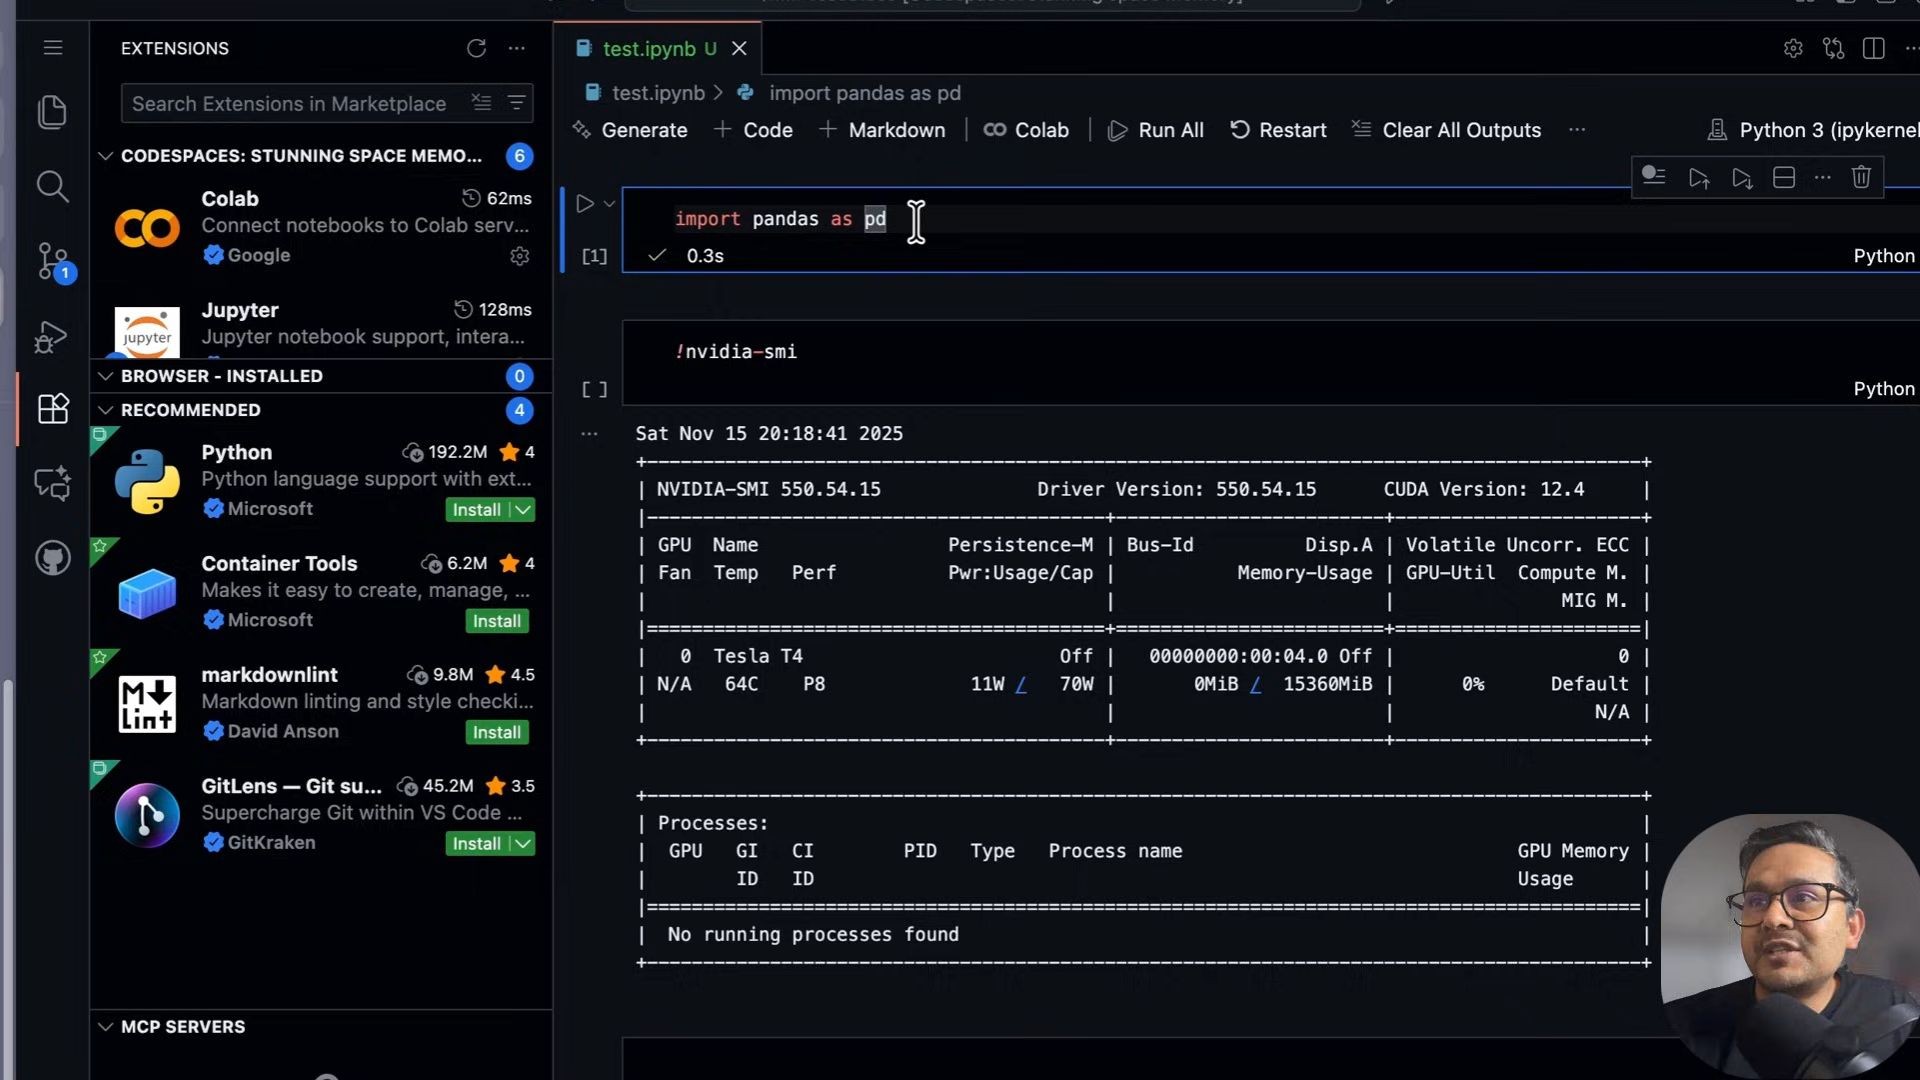 EXTENSIONS
Search Extensions in Marketplace
CODESPACES: STUNNING SPACE MEMO... 6
Colab 62ms
Connect notebooks to Colab serv...
Google
Jupyter 128ms
jupyter
Jupyter notebook support, intera...
1
BROWSER - INSTALLED 0
RECOMMENDED 4
Python 192.2M 4
Python language support with ext...
Microsoft Install
Container Tools 6.2M 4
Makes it easy to create, manage, ...
Microsoft Install
markdownlint 9.8M 4.5
M lint
Markdown linting and style checki...
David Anson Install
GitLens — Git su... 45.2M 3.5
Supercharge Git within VS Code ...
GitKraken Install
MCP SERVERS
test.ipynb U
test.ipynb > import pandas as pd
Generate + Code + Markdown Colab Run All Restart Clear All Outputs ... Python 3 (ipykernel
import pandas as pd
[1] 0.3s Python
!nvidia-smi
[ ] Python
Sat Nov 15 20:18:41 2025
NVIDIA-SMI 550.54.15 Driver Version: 550.54.15 CUDA Version: 12.4
GPU Name Persistence-M | Bus-Id Disp.A | Volatile Uncorr. ECC
Fan Temp Perf Pwr:Usage/Cap | Memory-Usage | GPU-Util Compute M.
MIG M.
0 Tesla T4 Off | 00000000:00:04.0 Off | 0
N/A 64C P8 11W / 70W | 0MiB / 15360MiB | 0% Default
N/A
Processes:
GPU GI CI PID Type Process name GPU Memory
ID ID Usage
No running processes found